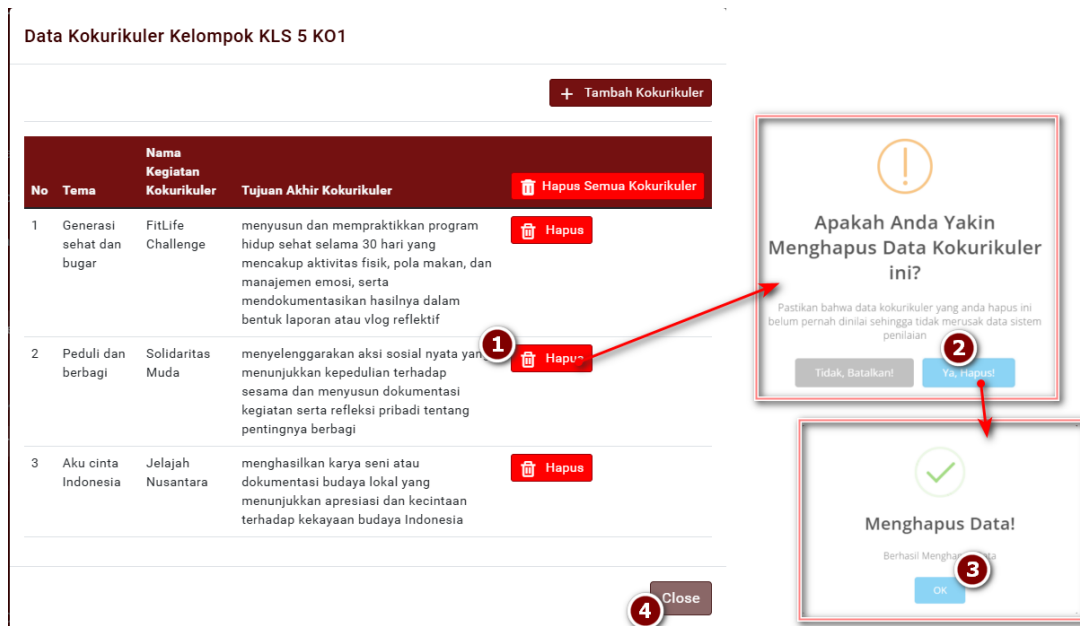 Data Kokurikuler Kelompok KLS 5 KO1
+ Tambah Kokurikuler
No
Tema
Nama
Kegiatan
Kokurikuler
Tujuan Akhir Kokurikuler
Hapus Semua Kokurikuler
1
Generasi
sehat dan
bugar
FitLife
Challenge
menyusun dan mempraktikkan program
hidup sehat selama 30 hari yang
mencakup aktivitas fisik, pola makan, dan
manajemen emosi, serta
mendokumentasikan hasilnya dalam
bentuk laporan atau vlog reflektif
Hapus
2
Peduli dan
berbagi
Solidaritas
Muda
menyelenggarakan aksi sosial nyata yang
menunjukkan kepedulian terhadap
sesama dan menyusun dokumentasi
kegiatan serta refleksi pribadi tentang
pentingnya berbagi
1
Hapus
3
Aku cinta
Indonesia
Jelajah
Nusantara
menghasilkan karya seni atau
dokumentasi budaya lokal yang
menunjukkan apresiasi dan kecintaan
terhadap kekayaan budaya Indonesia
Hapus
4
Close
Apakah Anda Yakin
Menghapus Data Kokurikuler
ini?
Pastikan bahwa data kokurikuler yang anda hapus ini
belum pernah dinilai sehingga tidak merusak data sistem
penilaian
2
Tidak, Batalkan!
Ya, Hapus!
Menghapus Data!
Berhasil
3
OK